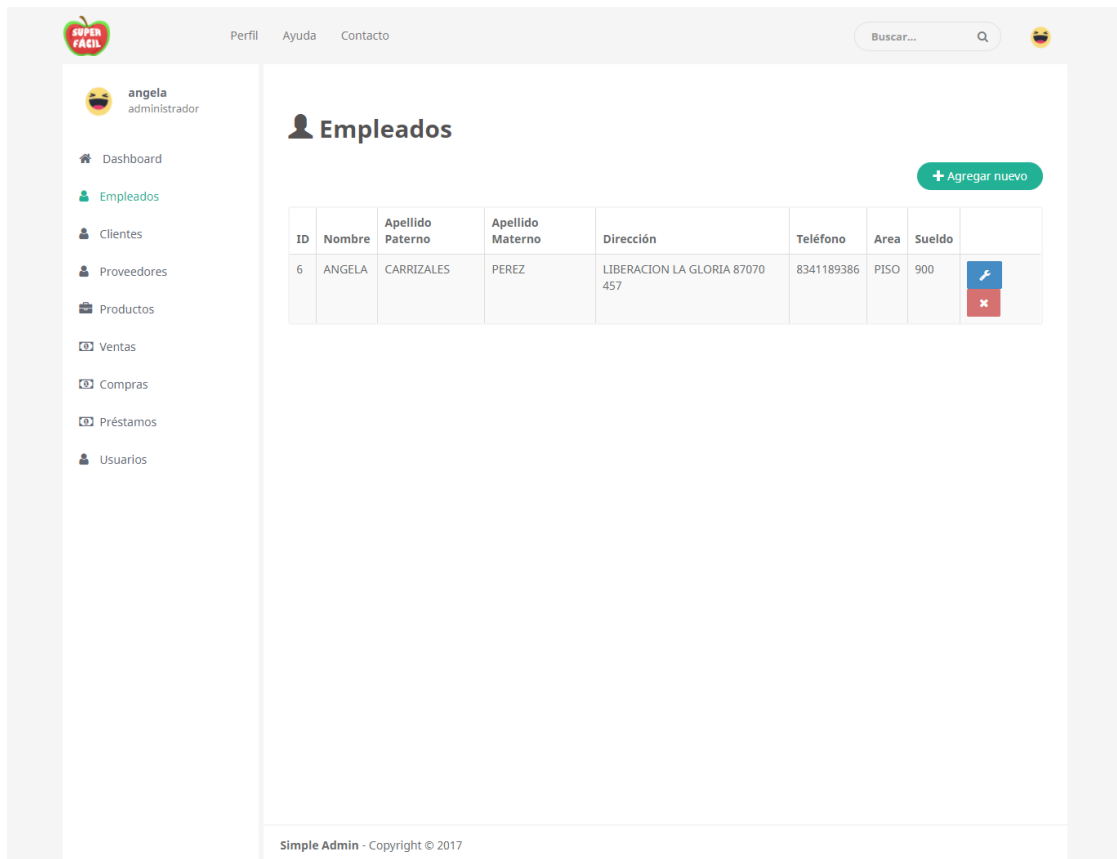 SUPER
FÁCIL
Perfil Ayuda Contacto
Buscar...
angela
administrador
Dashboard
Empleados
Clientes
Proveedores
Productos
Ventas
Compras
Préstamos
Usuarios
Empleados
Agregar nuevo
ID Nombre Apellido Paterno Apellido Materno Dirección Teléfono Area Sueldo
6 ANGELA CARRIZALES PEREZ LIBERACION LA GLORIA 87070 8341189386 PISO 900
457
Simple Admin - Copyright © 2017